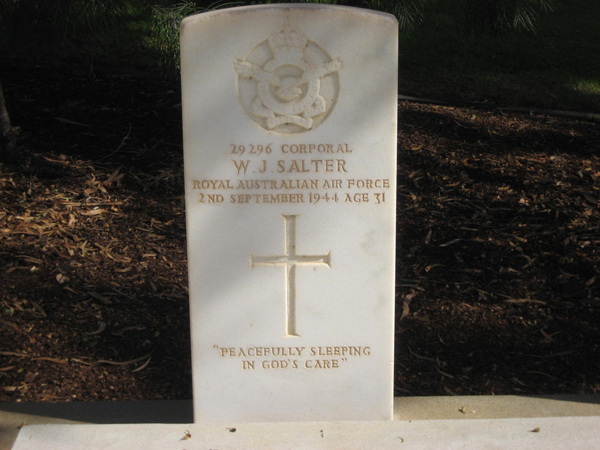 29296 CORPORAL
W. J. SALTER
ROYAL AUSTRALIAN AIR FORCE
2ND SEPTEMBER 1944 AGE 31
"PEACEFULLY SLEEPING
IN GOD'S CARE"